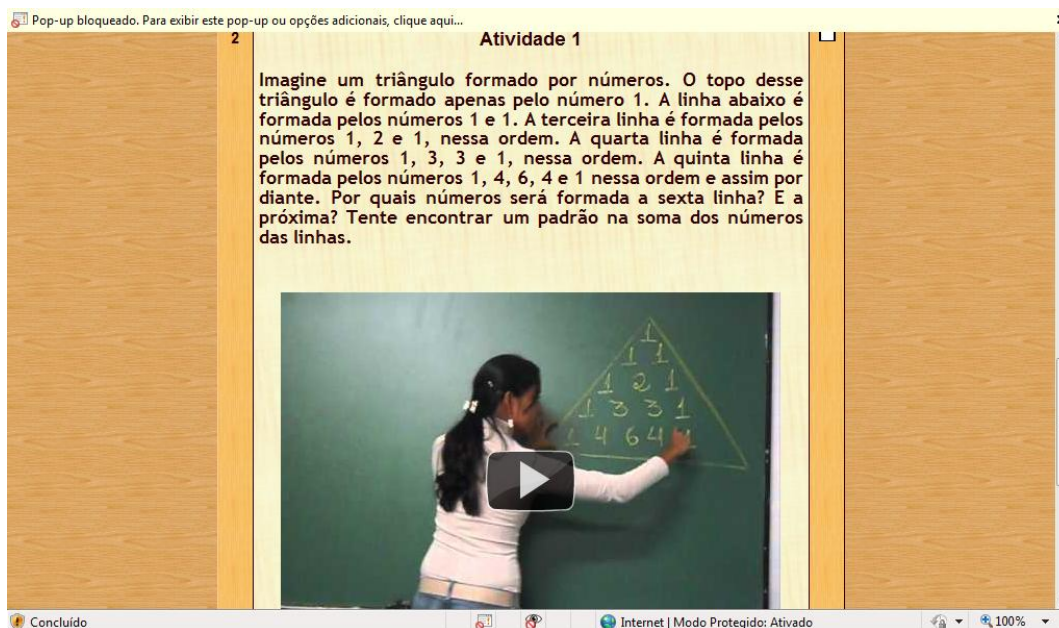 Pop-up bloqueado. Para exibir este pop-up ou opções adicionais, clique aqui...
2
Atividade 1
Imagine um triângulo formado por números. O topo desse
triângulo é formado apenas pelo número 1. A linha abaixo é
formada pelos números 1 e 1. A terceira linha é formada pelos
números 1, 2 e 1, nessa ordem. A quarta linha é formada
pelos números 1, 3, 3 e 1, nessa ordem. A quinta linha é
formada pelos números 1, 4, 6, 4 e 1 nessa ordem e assim por
diante. Por quais números será formada a sexta linha? E a
próxima? Tente encontrar um padrão na soma dos números
das linhas.
1
1 1
1 2 1
1 3 3 1
1 4 6 4 1
Concluído
Internet | Modo Protegido: Ativado
100%